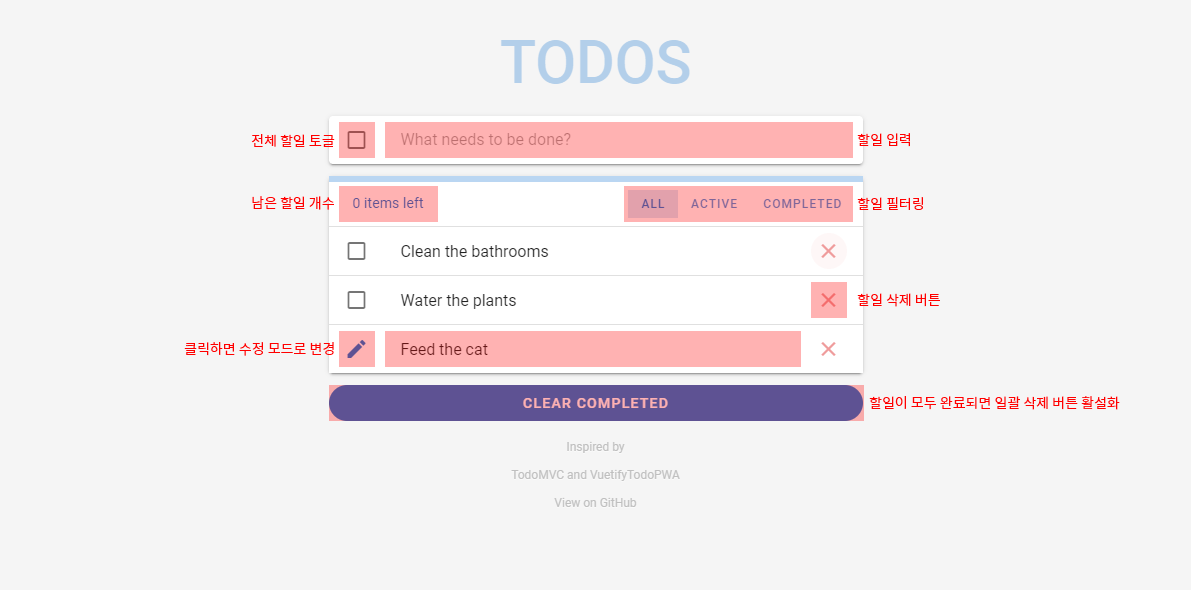 TODOS
전체 할일 토글
What needs to be done?
할일 입력
남은 할일 개수
0 items left
ALL ACTIVE COMPLETED
할일 필터링
Clean the bathrooms
Water the plants
할일 삭제 버튼
클릭하면 수정 모드로 변경
Feed the cat
CLEAR COMPLETED
할일이 모두 완료되면 일괄 삭제 버튼 활설화
Inspired by
TodoMVC and VuetifyTodoPWA
View on GitHub